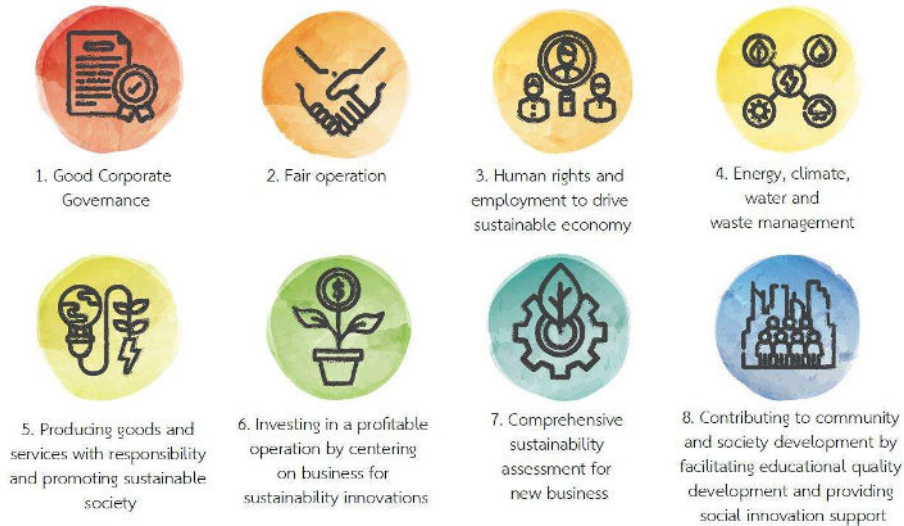 1. Good Corporate
Governance
2. Fair operation
3. Human rights and
employment to drive
sustainable economy
4. Energy, climate,
water and
waste management
5. Producing goods and
services with responsibility
and promoting sustainable
society
6. Investing in a profitable
operation by centering
on business for
sustainability innovations
7. Comprehensive
sustainability
assessment for
new business
8. Contributing to community
and society development by
facilitating educational quality
development and providing
social innovation support